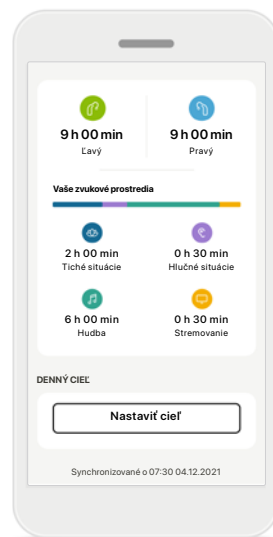 9 h 00 min
9 h 00 min
Ľavý
Pravý
Vaše zvukové prostredia
2 h 00 min
0 h 30 min
Tiché situácie
Hlučné situácie
6 h 00 min
0 h 30 min
Hudba
Stremovanie
DENNÝ CIEĽ
Nastaviť cieľ
Synchronizované o 07:30 04.12.2021